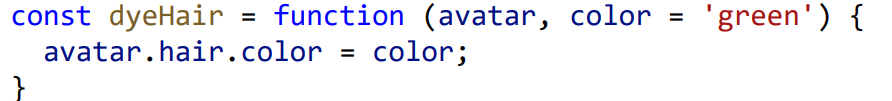 const dyeHair = function (avatar, color = 'green') {
  avatar.hair.color = color;
}